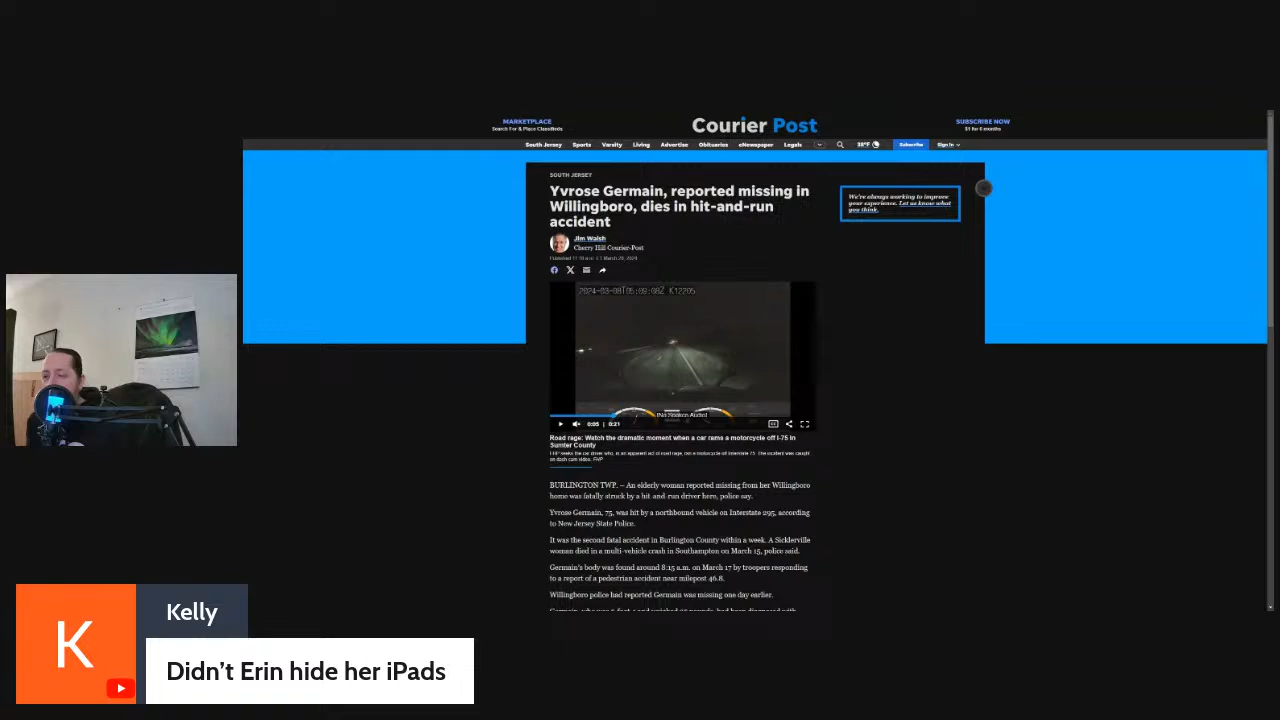 MARKETPLACE
Search For & Place Classifieds
Courier Post
SUBSCRIBE NOW
$1 for 6 months
South Jersey Sports Varsity Living Advertise Obituaries eNewspaper Legals
Subscribe Sign In
SOUTH JERSEY
Yvrose Germain, reported missing in
Willingboro, dies in hit-and-run
accident
We're always working to improve
your experience. Let us know what
you think.
Jim Walsh
Cherry Hill Courier-Post
[No Spoken Audio]
0:05 | 0:21
CC
Road rage: Watch the dramatic moment when a car rams a motorcycle off I-75 in
Sumter County
BURLINGTON TWP. – An elderly woman reported missing from her Willingboro
home was fatally struck by a hit-and-run driver here, police say.
Yvrose Germain, 75, was hit by a northbound vehicle on Interstate 295, according
to New Jersey State Police.
It was the second fatal accident in Burlington County within a week. A Sicklerville
woman died in a multi-vehicle crash in Southampton on March 15, police said.
Germain's body was found around 8:15 a.m. on March 17 by troopers responding
to a report of a pedestrian accident near milepost 46.8.
Willingboro police had reported Germain was missing one day earlier.
K
Kelly
Didn't Erin hide her iPads